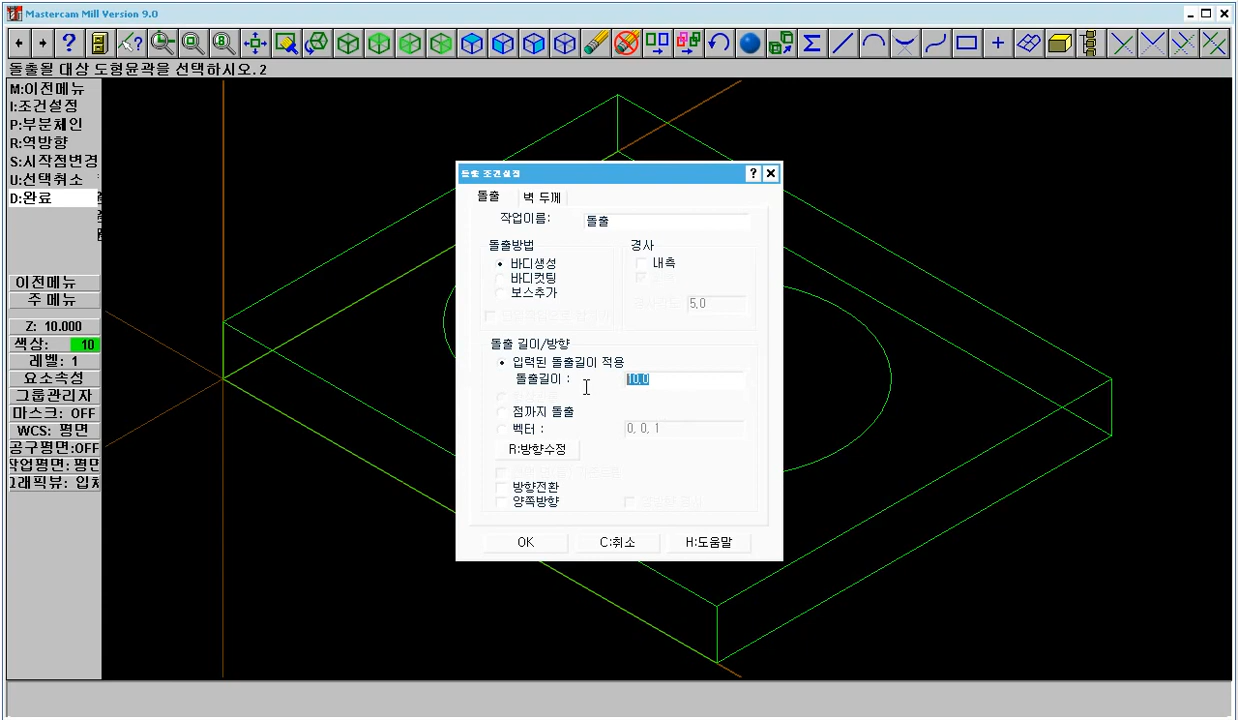 Mastercam Mill Version 9.0
돌출될 대상 도형윤곽을 선택하시오.2
M:이전메뉴
I:조건설정
P:부분체인
R:역방향
S:시작점변경
U:선택취소
D:완료
이전메뉴
주 메뉴
Z: 10.000
색상: 10
레벨: 1
요소속성
그룹관리자
마스크: OFF
WCS: 평면
공구평면:OFF
작업평면: 평면
그래픽뷰: 입체
돌출 조건설정
돌출 벽 두께
작업이름: 돌출
돌출방법
바디생성
바디컷팅
보스추가
경사
내측
5.0
돌출 길이/방향
입력된 돌출길이 적용
돌출길이 : 10.0
점까지 돌출
벡터 : 0, 0, 1
R:방향수정
방향전환
양쪽방향
OK C:취소 H:도움말